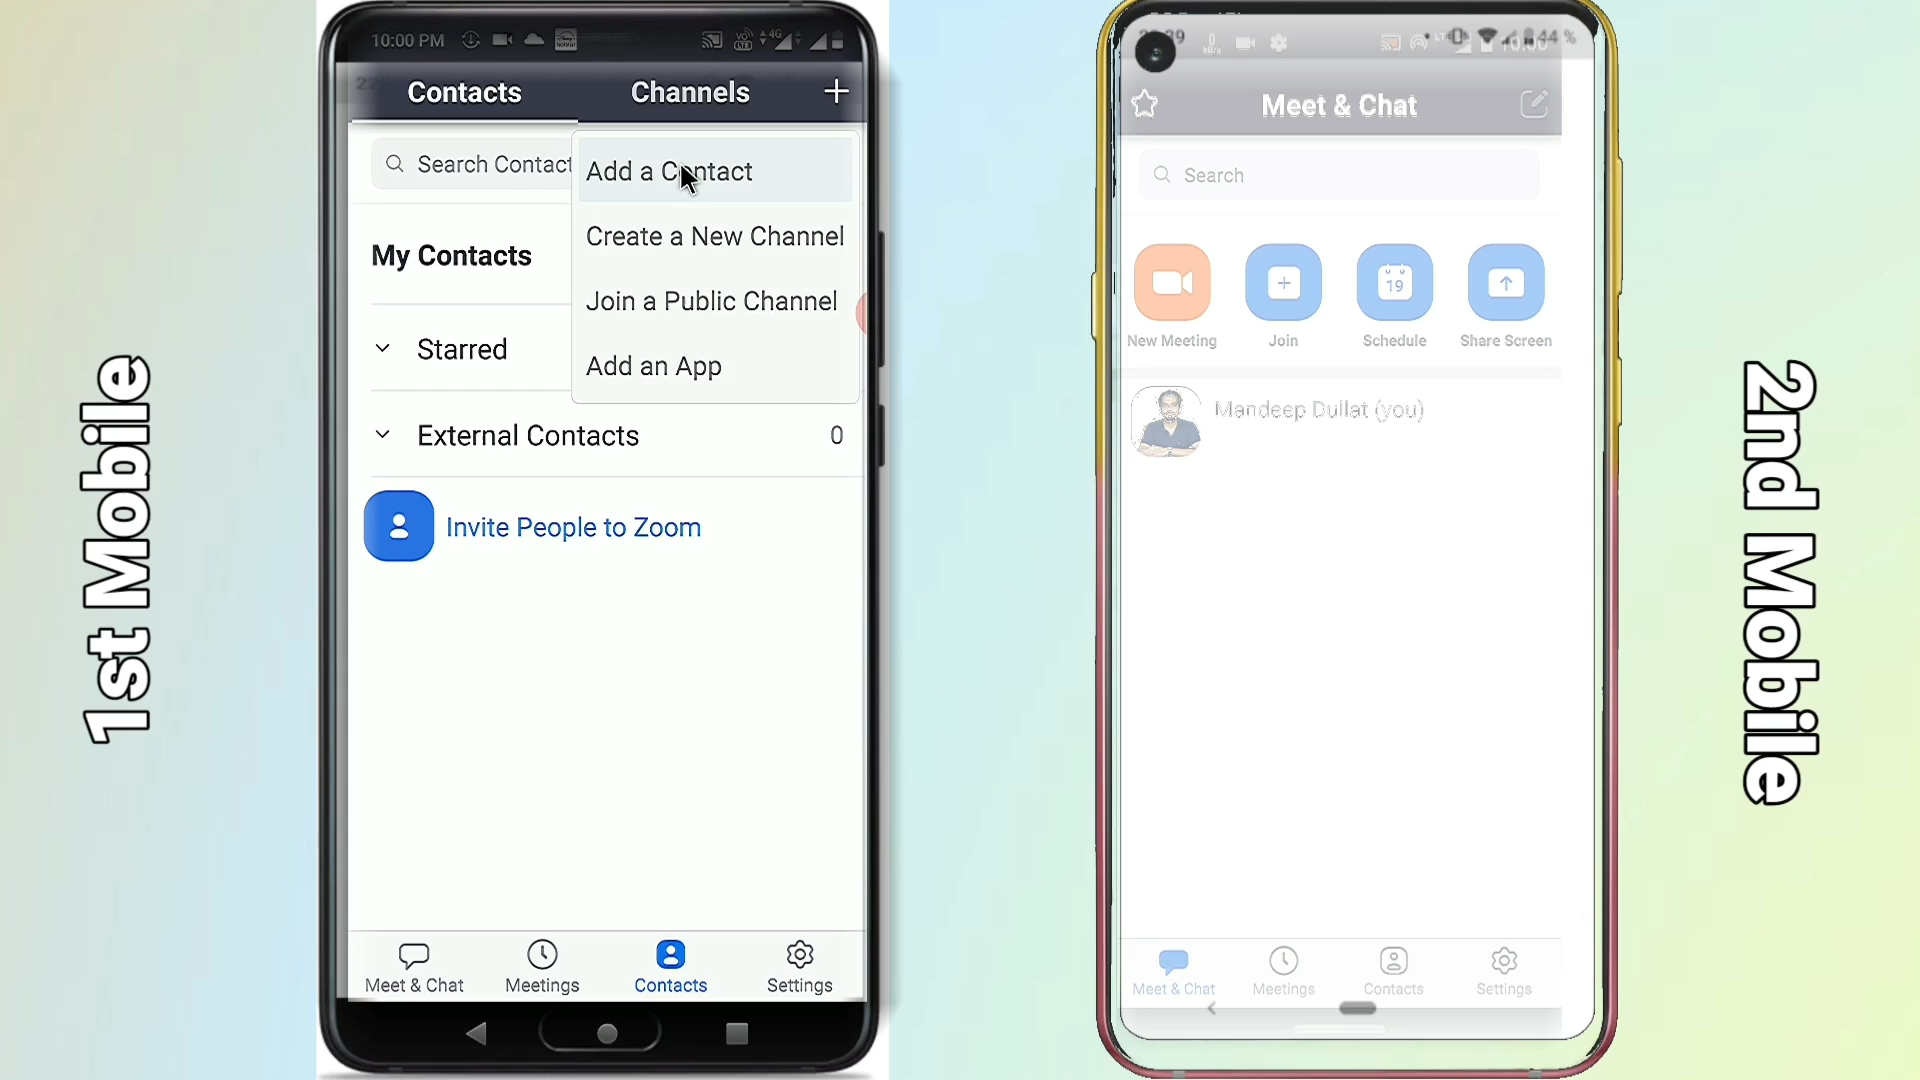 1st Mobile
10:00 PM
4G
Contacts
Channels
Search Contact
Add a Contact
Create a New Channel
Join a Public Channel
Add an App
My Contacts
Starred
External Contacts
0
Invite People to Zoom
Meet & Chat
Meetings
Contacts
Settings
44 %
Meet & Chat
Search
19
New Meeting
Join
Schedule
Share Screen
Mandeep Dullat (you)
Meet & Chat
Meetings
Contacts
Settings
2nd Mobile